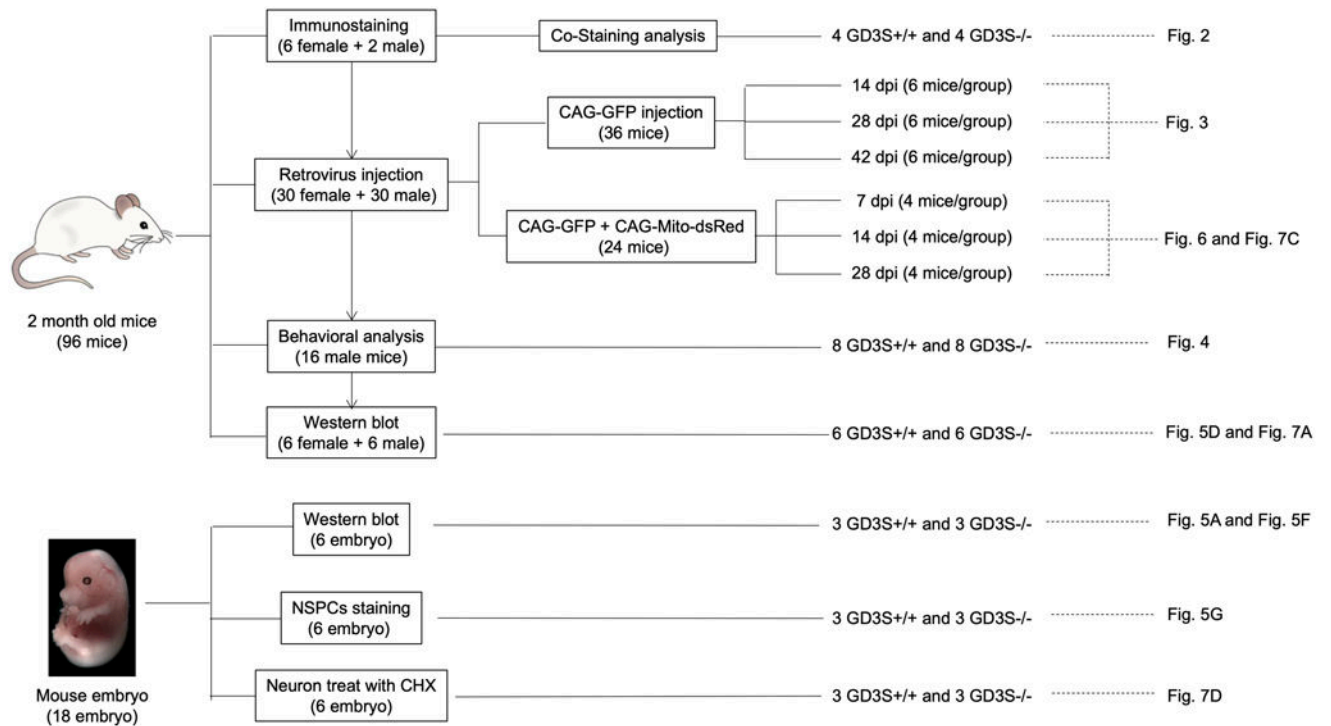 Immunostaining
(6 female + 2 male)
Co-Staining analysis
4 GD3S+/+ and 4 GD3S-/-
Fig. 2
CAG-GFP injection
(36 mice)
14 dpi (6 mice/group)
28 dpi (6 mice/group)
42 dpi (6 mice/group)
Fig. 3
Retrovirus injection
(30 female + 30 male)
CAG-GFP + CAG-Mito-dsRed
(24 mice)
7 dpi (4 mice/group)
14 dpi (4 mice/group)
28 dpi (4 mice/group)
Fig. 6 and Fig. 7C
2 month old mice
(96 mice)
Behavioral analysis
(16 male mice)
8 GD3S+/+ and 8 GD3S-/-
Fig. 4
Western blot
(6 female + 6 male)
6 GD3S+/+ and 6 GD3S-/-
Fig. 5D and Fig. 7A
Western blot
(6 embryo)
3 GD3S+/+ and 3 GD3S-/-
Fig. 5A and Fig. 5F
NSPCs staining
(6 embryo)
3 GD3S+/+ and 3 GD3S-/-
Fig. 5G
Neuron treat with CHX
(6 embryo)
3 GD3S+/+ and 3 GD3S-/-
Fig. 7D
Mouse embryo
(18 embryo)